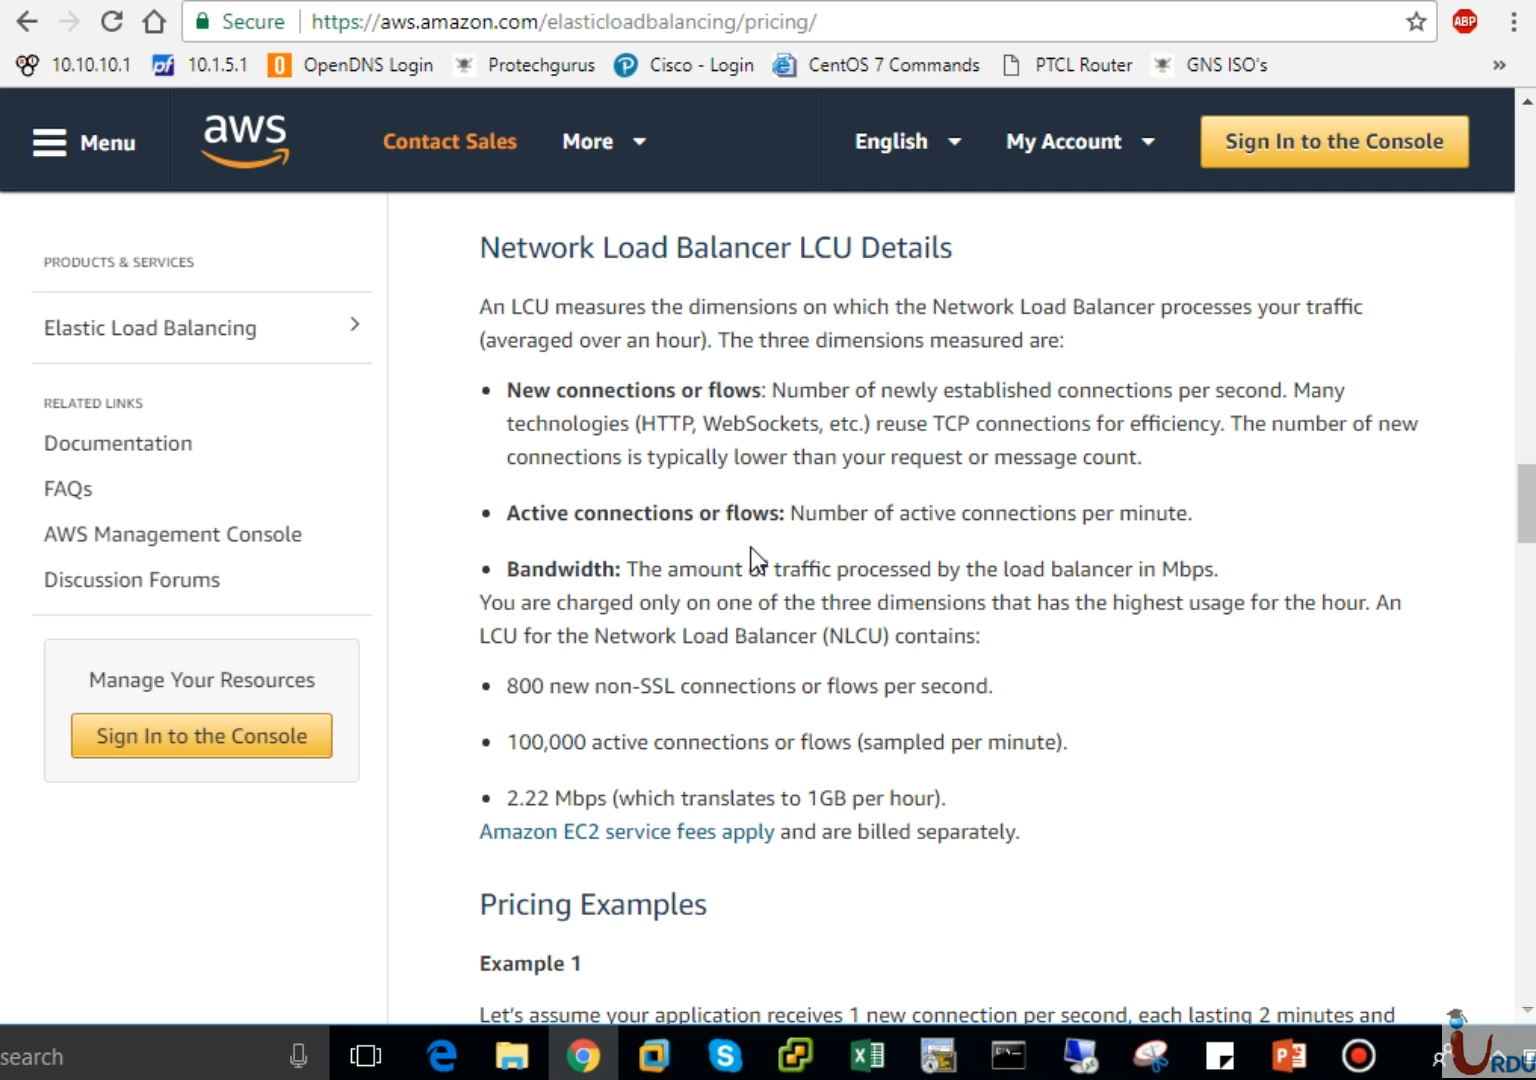 Secure https://aws.amazon.com/elasticloadbalancing/pricing/ ABP
10.10.10.1 pf 10.1.5.1 OpenDNS Login Protechgurus Cisco - Login CentOS 7 Commands PTCL Router GNS ISO's »
Menu aws Contact Sales More English My Account Sign In to the Console
PRODUCTS & SERVICES
Elastic Load Balancing
RELATED LINKS
Documentation
FAQs
AWS Management Console
Discussion Forums
Manage Your Resources
Sign In to the Console
Network Load Balancer LCU Details
An LCU measures the dimensions on which the Network Load Balancer processes your traffic
(averaged over an hour). The three dimensions measured are:
• New connections or flows: Number of newly established connections per second. Many
technologies (HTTP, WebSockets, etc.) reuse TCP connections for efficiency. The number of new
connections is typically lower than your request or message count.
• Active connections or flows: Number of active connections per minute.
• Bandwidth: The amount of traffic processed by the load balancer in Mbps.
You are charged only on one of the three dimensions that has the highest usage for the hour. An
LCU for the Network Load Balancer (NLCU) contains:
• 800 new non-SSL connections or flows per second.
• 100,000 active connections or flows (sampled per minute).
• 2.22 Mbps (which translates to 1GB per hour).
Amazon EC2 service fees apply and are billed separately.
Pricing Examples
Example 1
Let's assume your application receives 1 new connection per second, each lasting 2 minutes and
search
URDU